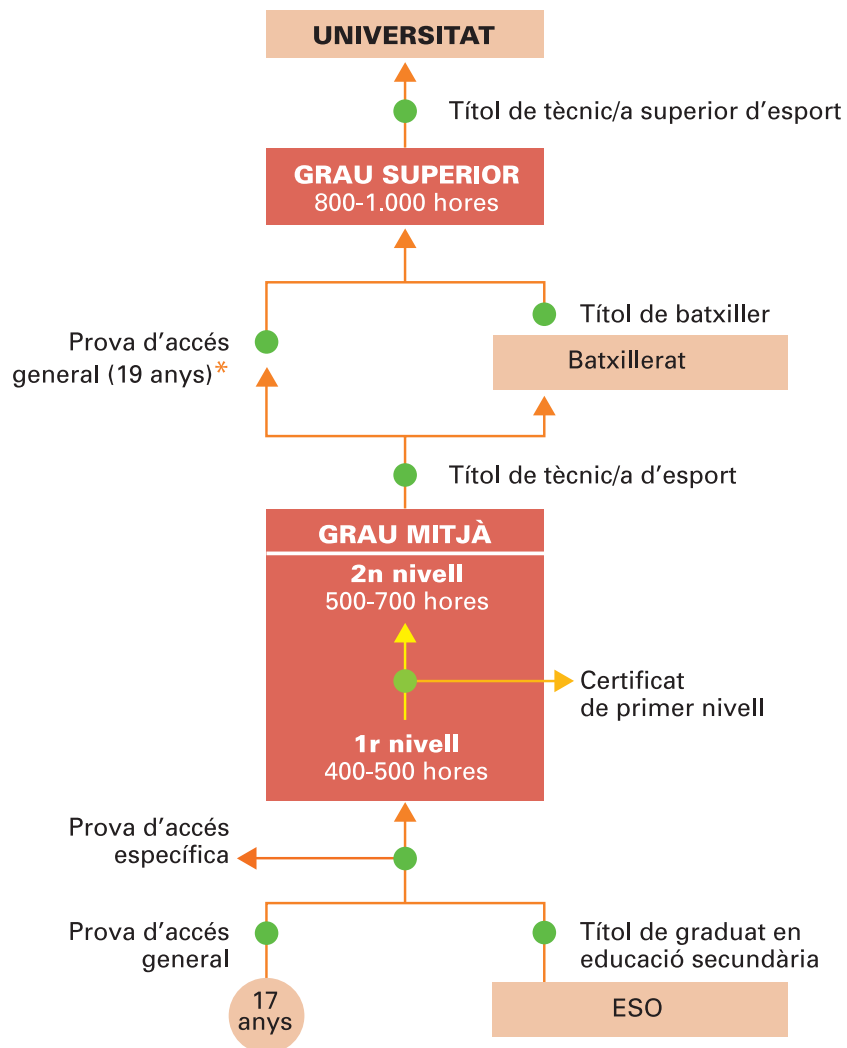 UNIVERSITAT
Títol de tècnic/a superior d'esport
GRAU SUPERIOR
800-1.000 hores
Títol de batxiller
Prova d'accés
general (19 anys)*
Batxillerat
Títol de tècnic/a d'esport
GRAU MITJÀ
2n nivell
500-700 hores
Certificat
de primer nivell
1r nivell
400-500 hores
Prova d'accés
específica
Prova d'accés
general
Títol de graduat en
educació secundària
17
anys
ESO